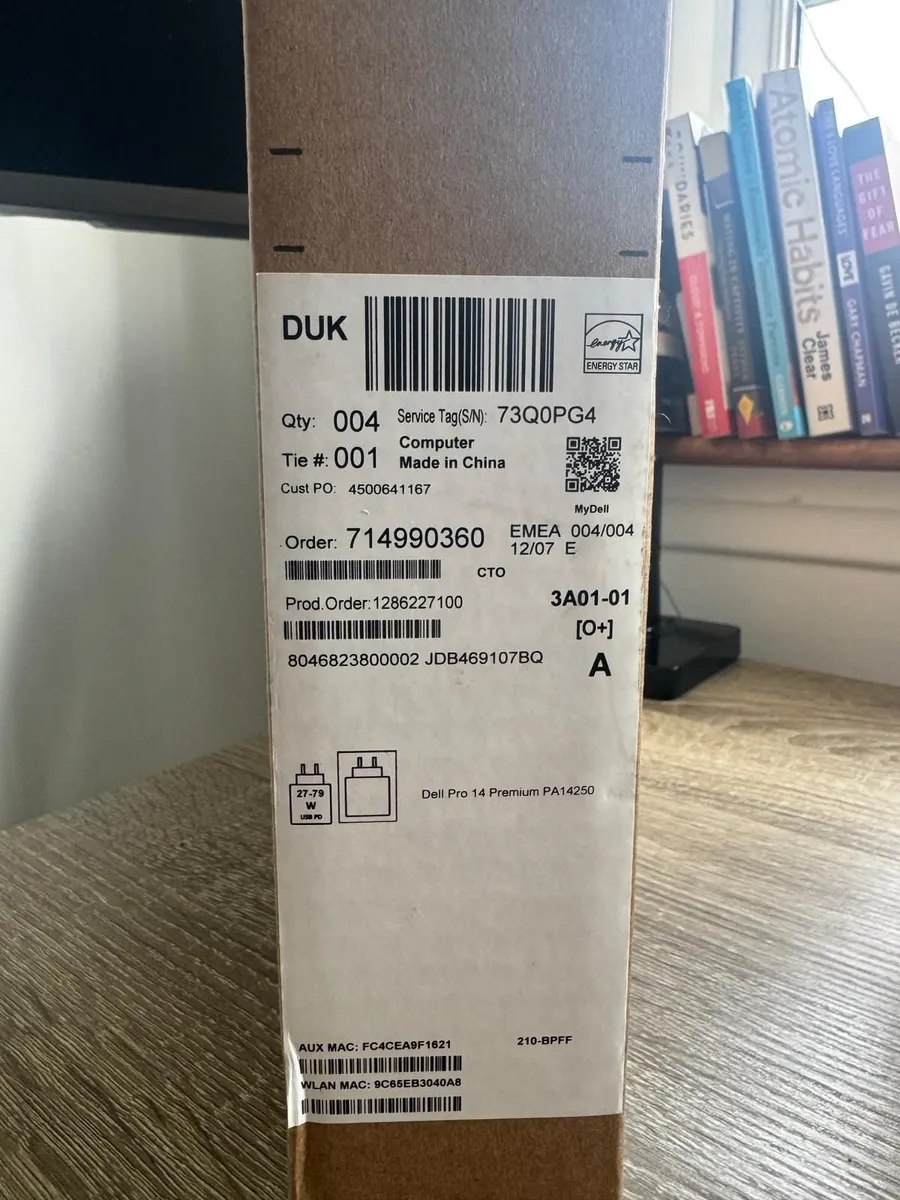 DUK
energy
ENERGY STAR
Qty: 004 Service Tag(S/N): 73Q0PG4
Computer
Tie #: 001 Made in China
Cust PO: 4500641167
MyDell
Order: 714990360 EMEA 004/004
12/07 E
CTO
Prod.Order:1286227100 3A01-01
[O+]
8046823800002 JDB469107BQ A
27-79
W
USB PD
Dell Pro 14 Premium PA14250
AUX MAC: FC4CEA9F1621 210-BPFF
WLAN MAC: 9C65EB3040A8
Atomic Habits
James
Clear
LOVE
GARY CHAPMAN
THE
GIFT
OF
FEAR
GAVIN DE BECKER